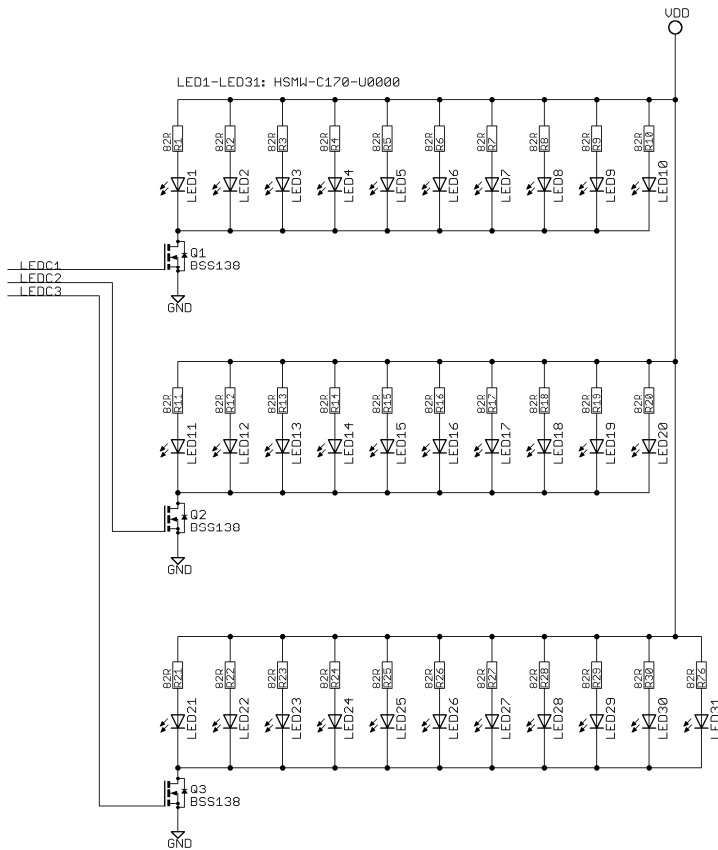 VDD
LED1-LED31: HSMW-C170-U0000
82R R1 82R R2 82R R3 82R R4 82R R5 82R R6 82R R7 82R R8 82R R9 82R R10
LED1 LED2 LED3 LED4 LED5 LED6 LED7 LED8 LED9 LED10
Q1
BSS138
LEDC1
LEDC2
LEDC3
GND
82R R11 82R R12 82R R13 82R R14 82R R15 82R R16 82R R17 82R R18 82R R19 82R R20
LED11 LED12 LED13 LED14 LED15 LED16 LED17 LED18 LED19 LED20
Q2
BSS138
GND
82R R21 82R R22 82R R23 82R R24 82R R25 82R R26 82R R27 82R R28 82R R29 82R R30 82R R76
LED21 LED22 LED23 LED24 LED25 LED26 LED27 LED28 LED29 LED30 LED31
Q3
BSS138
GND